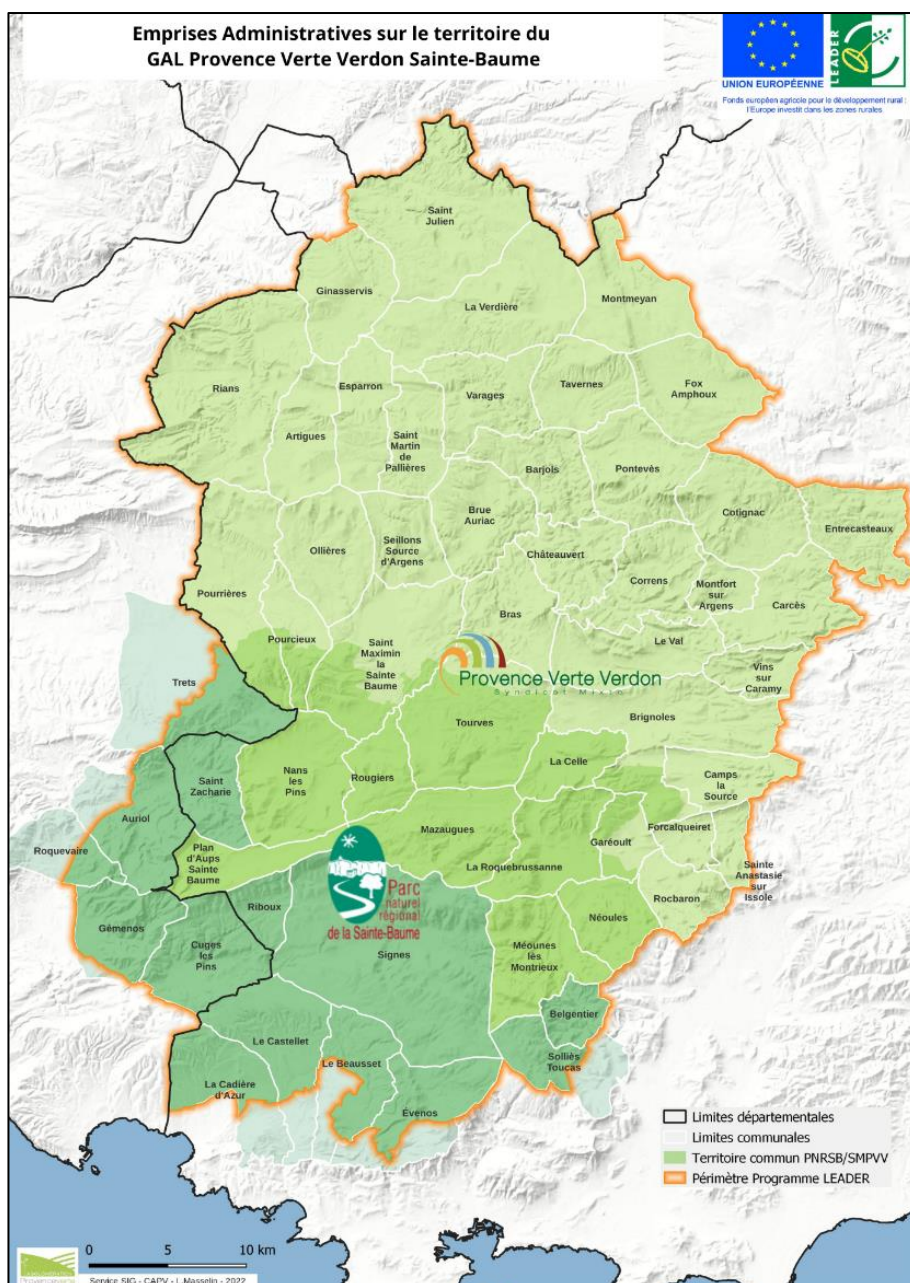 Emprises Administratives sur le territoire du
GAL Provence Verte Verdon Sainte-Baume
UNION EUROPÉENNE
LEADER
Fonds européen agricole pour le développement rural :
l'Europe investit dans les zones rurales
Saint
Julien
Ginasservis
La Verdière
Montmeyan
Rians
Esparron
Varages
Tavernes
Fox
Amphoux
Artigues
Saint
Martin
de
Pallières
Barjols
Pontevès
Brue
Auriac
Cotignac
Entrecasteaux
Ollières
Seillons
Source
d'Argens
Châteauvert
Correns
Montfort
sur
Argens
Carcès
Pourrières
Bras
Pourcieux
Saint
Maximin
la
Sainte
Baume
Le Val
Vins
sur
Caramy
Provence Verte Verdon
Syndicat Mixte
Trets
Tourves
Brignoles
Saint
Zacharie
Nans
les
Pins
Rougiers
La Celle
Camps
la
Source
Auriol
Mazaugues
Garéoult
Forcalqueiret
Roquevaire
Plan
d'Aups
Sainte
Baume
La Roquebrussanne
Sainte
Anastasie
sur
Issole
Rocbaron
Parc
naturel
régional
de la Sainte-Baume
Riboux
Gémenos
Néoules
Cuges
les
Pins
Signes
Méounes
lès
Montrieux
Belgentier
Le Castellet
Le Beausset
Solliès
Toucas
La Cadière
d'Azur
Évenos
Limites départementales
Limites communales
Territoire commun PNRSB/SMPVV
Périmètre Programme LEADER
0 5 10 km
Service SIG - CAPV - L.Masselin - 2022